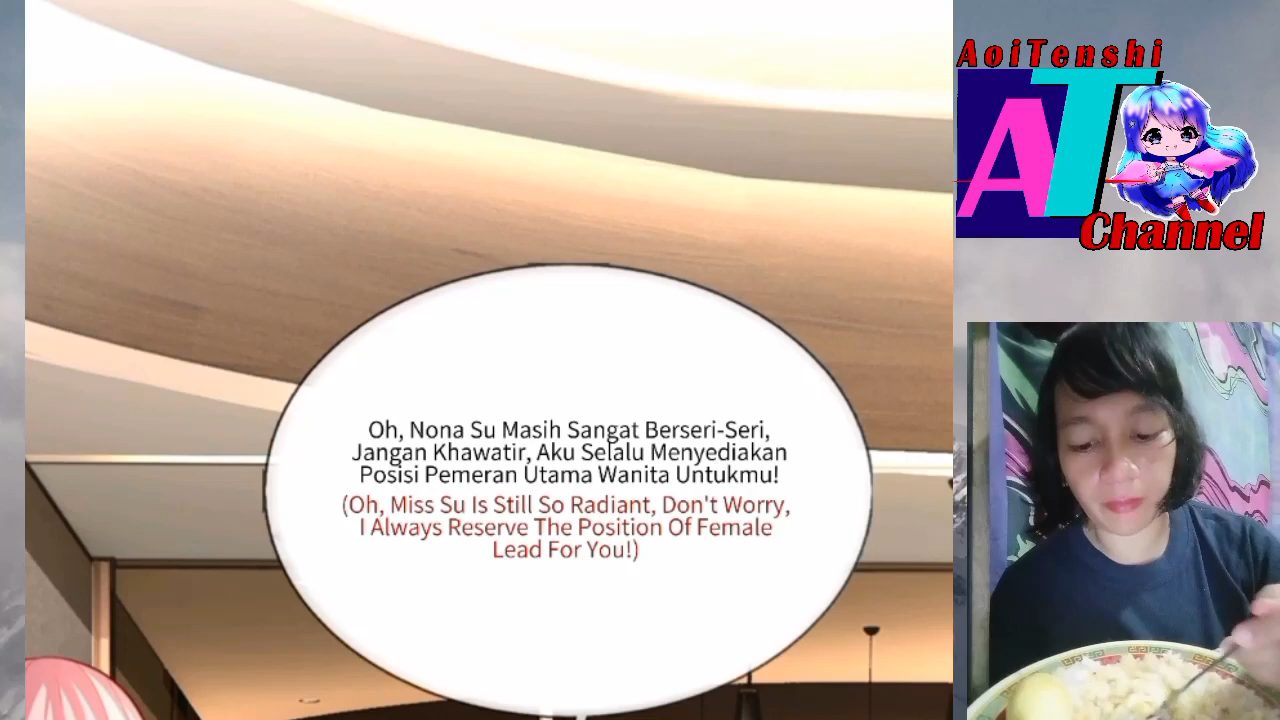 AoiTenshi
AT
Channel
Oh, Nona Su Masih Sangat Berseri-Seri,
Jangan Khawatir, Aku Selalu Menyediakan
Posisi Pemeran Utama Wanita Untukmu!
(Oh, Miss Su Is Still So Radiant, Don't Worry,
I Always Reserve The Position Of Female
Lead For You!)